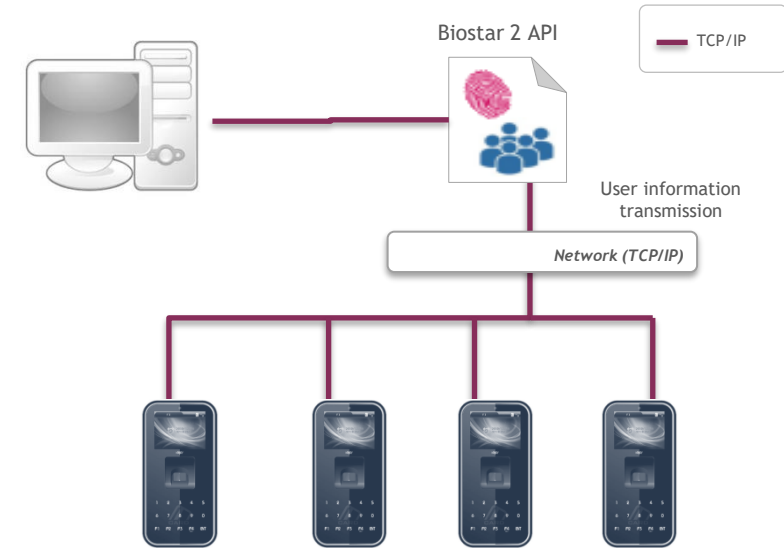 Biostar 2 API
TCP/IP
User information
transmission
Network (TCP/IP)